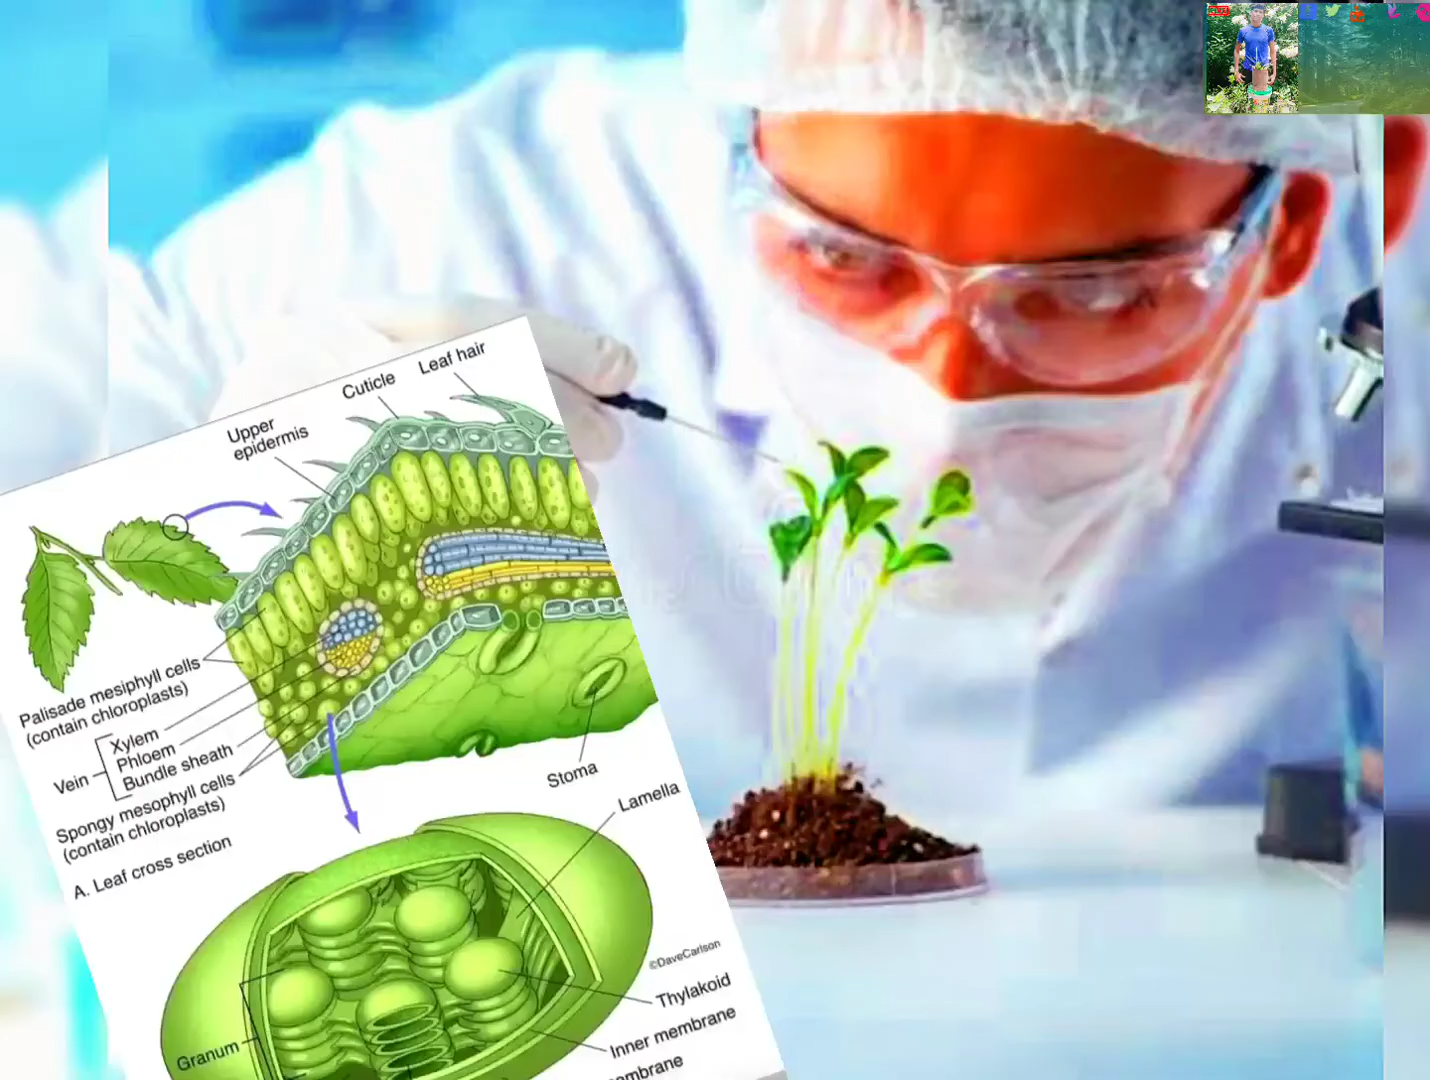 Leaf hair
Cuticle
Upper
epidermis
Palisade mesiphyll cells
(contain chloroplasts)
Vein
Xylem
Phloem
Bundle sheath
Spongy mesophyll cells
(contain chloroplasts)
A. Leaf cross section
Stoma
Lamella
©DaveCarlson
Thylakoid
Inner membrane
Granum